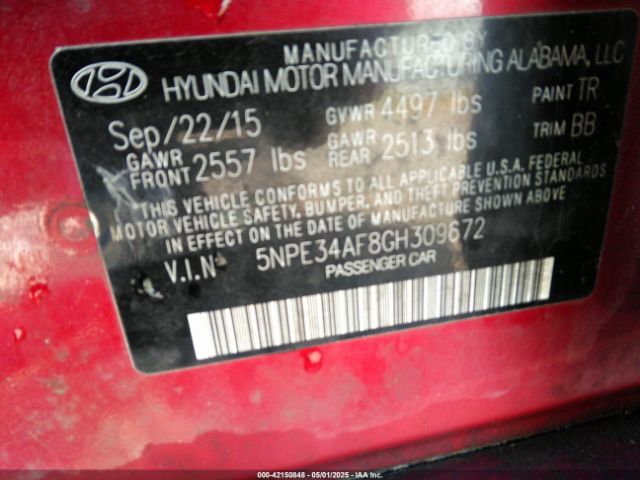 MANUFACTURED BY
HYUNDAI MOTOR MANUFACTURING ALABAMA, LLC
Sep/22/15
GVWR 4497 lbs
PAINT TR
GAWR FRONT 2557 lbs
GAWR REAR 2513 lbs
TRIM BB
THIS VEHICLE CONFORMS TO ALL APPLICABLE U.S.A. FEDERAL
MOTOR VEHICLE SAFETY, BUMPER, AND THEFT PREVENTION STANDARDS
IN EFFECT ON THE DATE OF MANUFACTURE SHOWN ABOVE.
V.I.N 5NPE34AF8GH309672
PASSENGER CAR
000-42150848 - 05/01/2025 - IAAI.COM